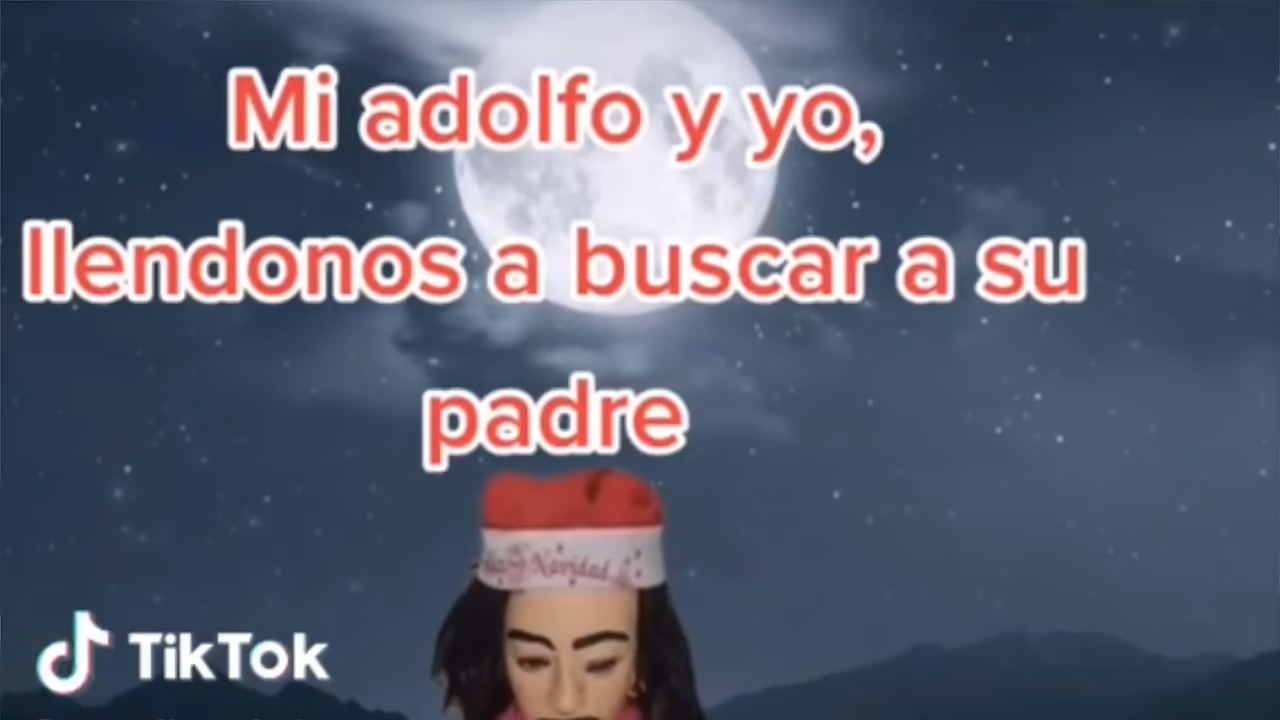 Mi adolfo y yo,
llendonos a buscar a su
padre
Navidad
TikTok